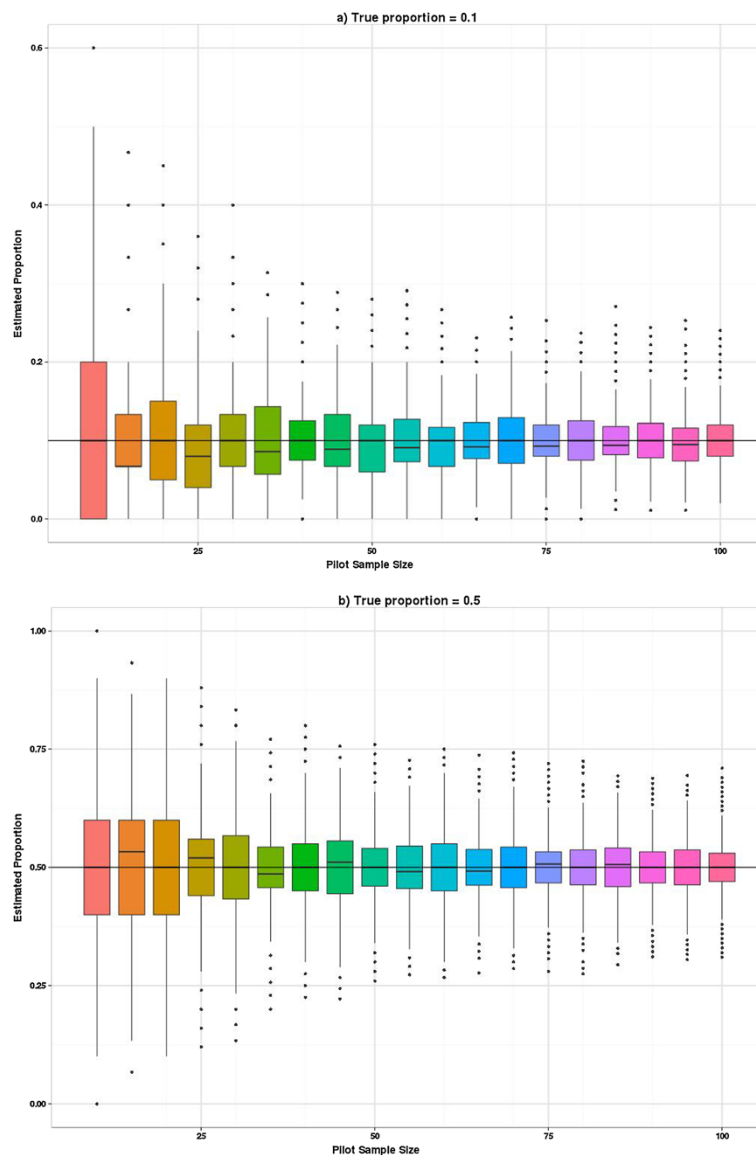 a) True proportion = 0.1
0.6
0.4
0.2
0.0
Estimated Proportion
25 50 75 100
Pilot Sample Size
b) True proportion = 0.5
1.00
0.75
0.50
0.25
0.00
Estimated Proportion
25 50 75 100
Pilot Sample Size